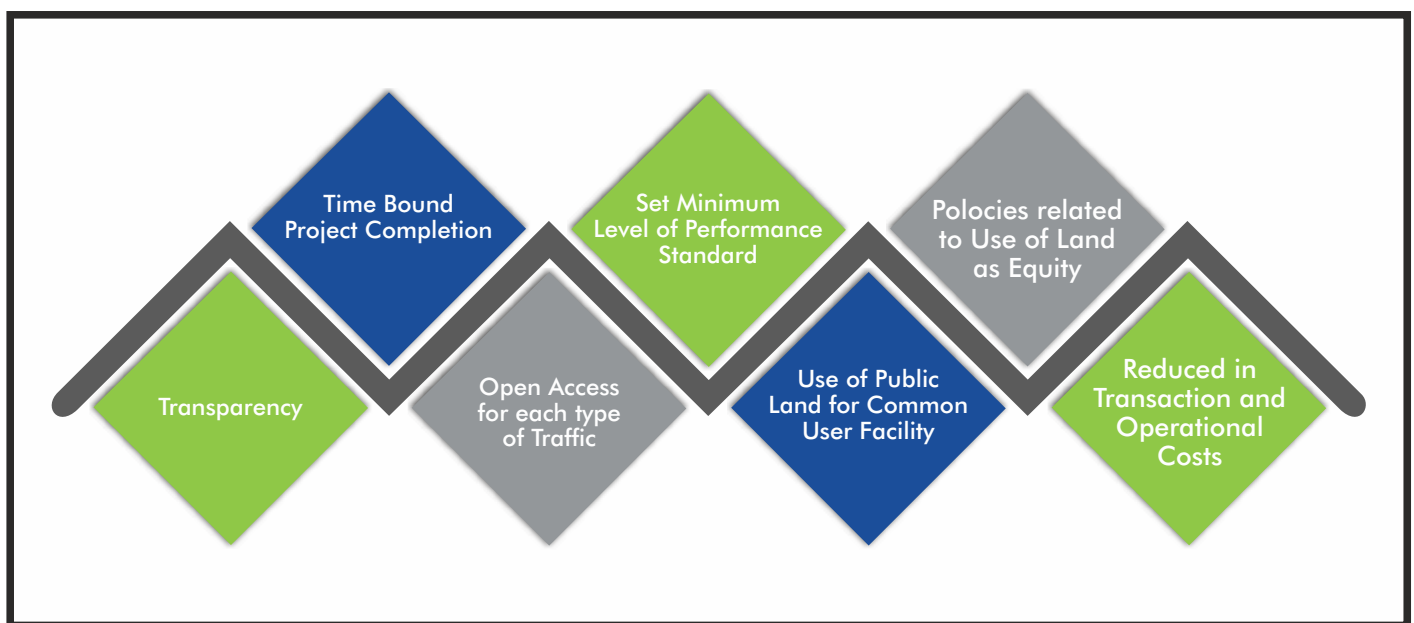 Transparency
Time Bound
Project Completion
Open Access
for each type
of Traffic
Set Minimum
Level of Performance
Standard
Use of Public
Land for Common
User Facility
Polocies related
to Use of Land
as Equity
Reduced in
Transaction and
Operational
Costs